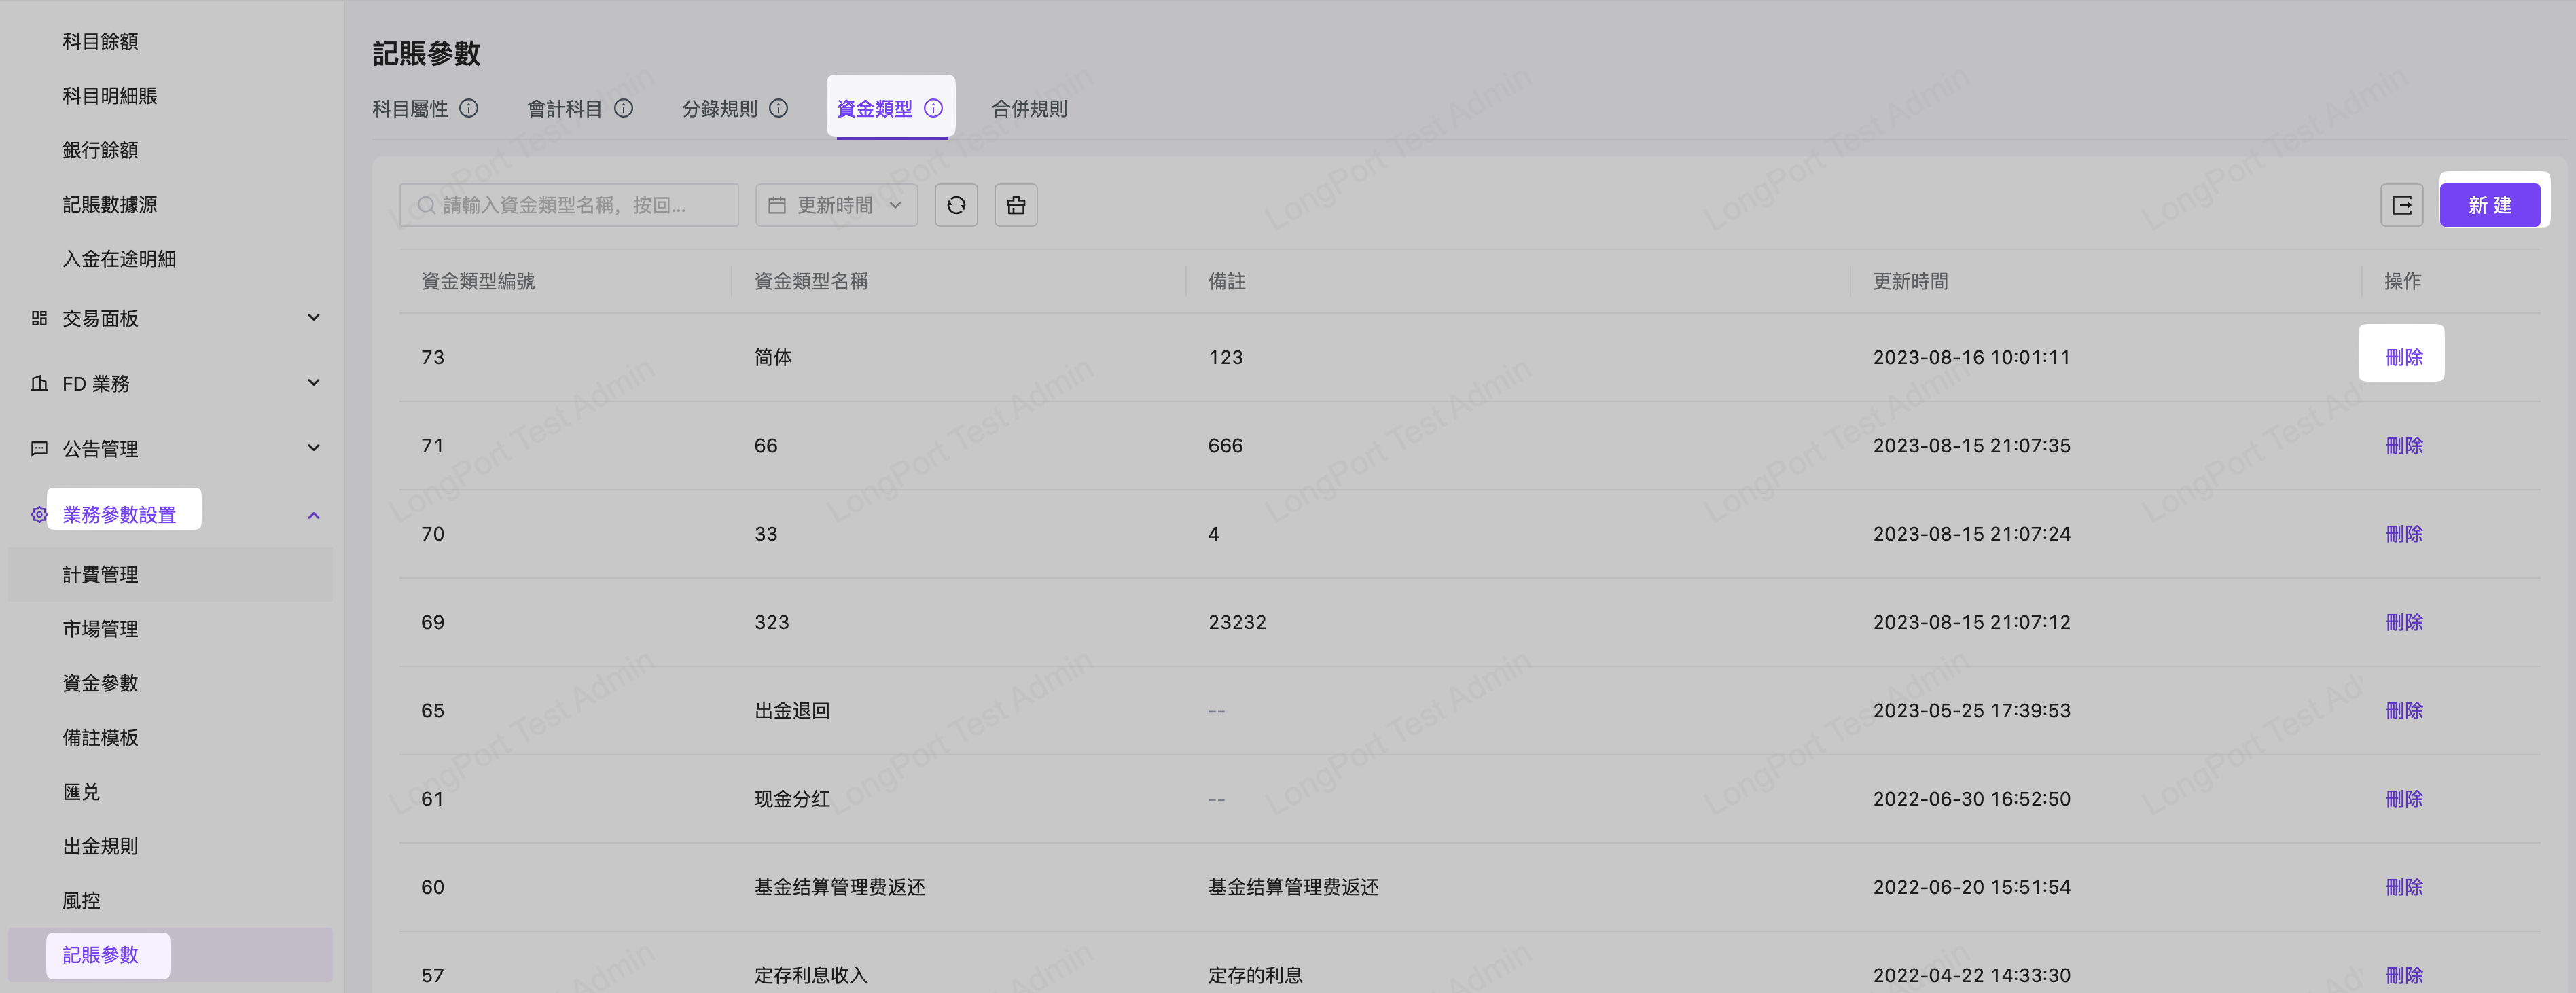 科目餘額
科目明細賬
銀行餘額
記賬數據源
入金在途明細
交易面板
FD 業務
公告管理
業務參數設置
計費管理
市場管理
資金參數
備註模板
匯兌
出金規則
風控
記賬參數
記賬參數
科目屬性 會計科目 分錄規則 資金類型 合併規則
請輸入資金類型名稱，按回... 更新時間 新 建
資金類型編號 資金類型名稱 備註 更新時間 操作
73 简体 123 2023-08-16 10:01:11 刪除
71 66 666 2023-08-15 21:07:35 刪除
70 33 4 2023-08-15 21:07:24 刪除
69 323 23232 2023-08-15 21:07:12 刪除
65 出金退回 -- 2023-05-25 17:39:53 刪除
61 现金分红 -- 2022-06-30 16:52:50 刪除
60 基金结算管理费返还 基金结算管理费返还 2022-06-20 15:51:54 刪除
57 定存利息收入 定存的利息 2022-04-22 14:33:30 刪除
LongPort Test Admin